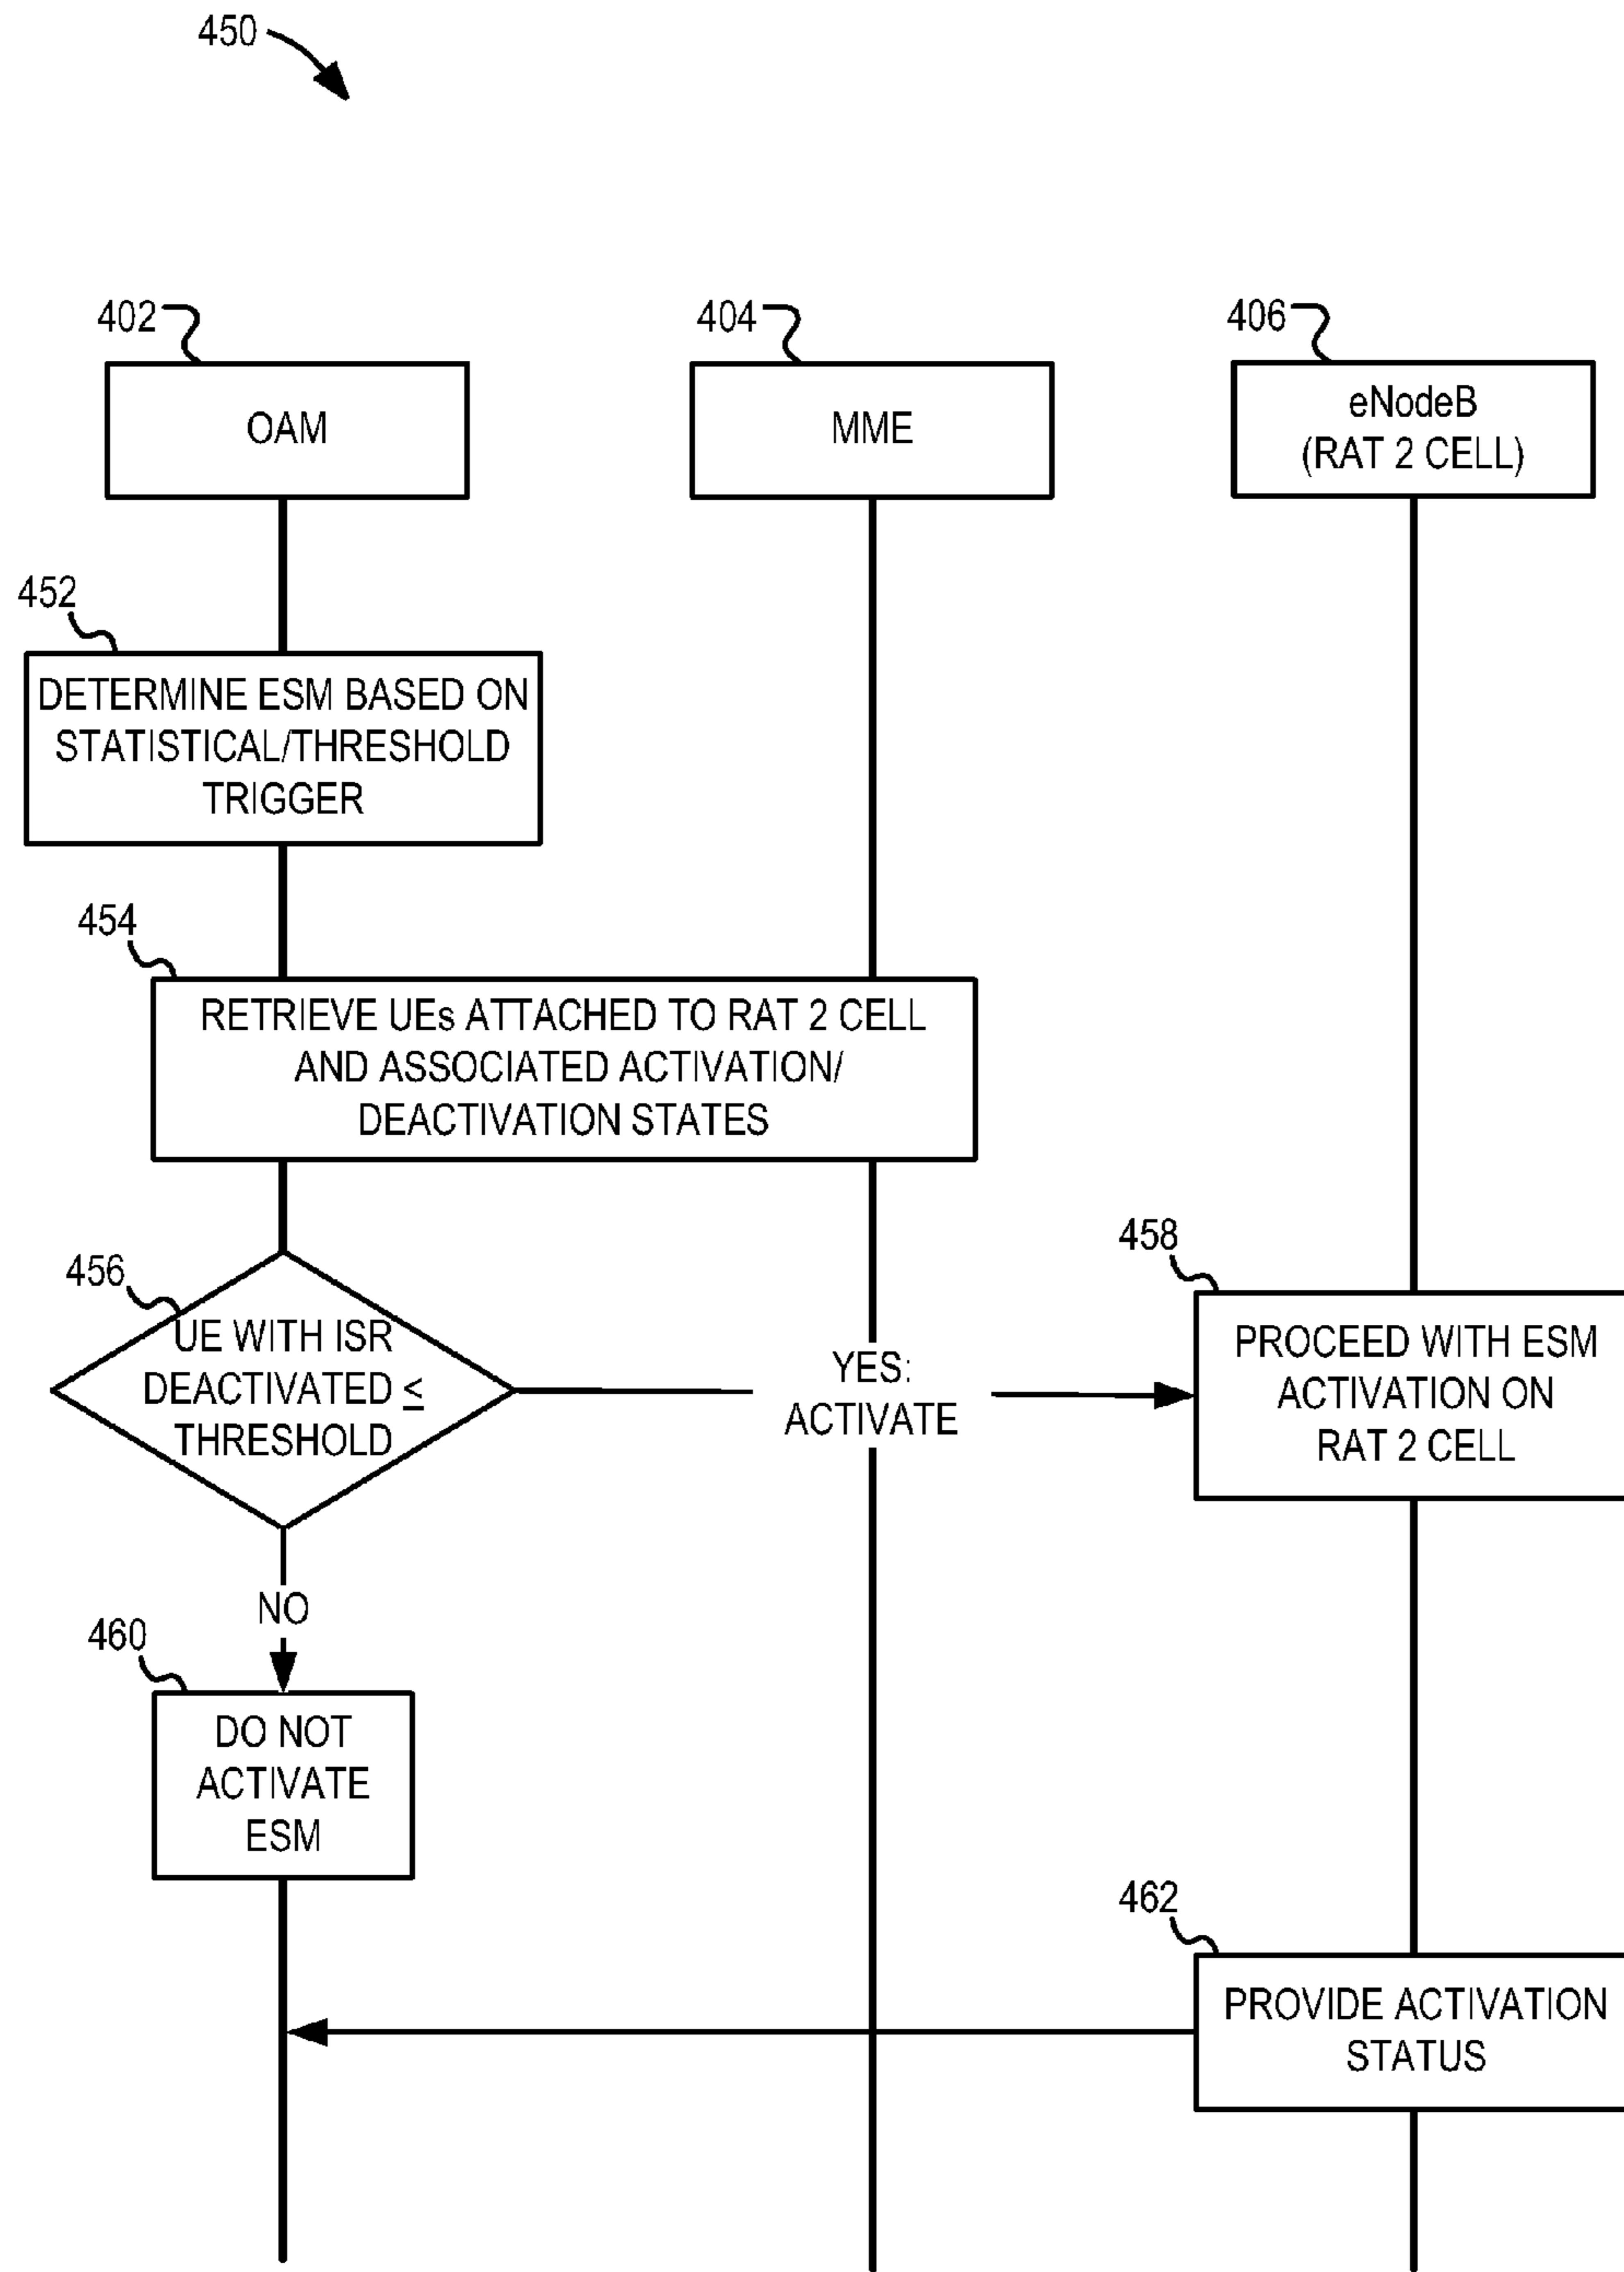 450
402
404
406
OAM
MME
eNodeB
(RAT 2 CELL)
452
DETERMINE ESM BASED ON
STATISTICAL/THRESHOLD
TRIGGER
454
RETRIEVE UEs ATTACHED TO RAT 2 CELL
AND ASSOCIATED ACTIVATION/
DEACTIVATION STATES
456
UE WITH ISR
DEACTIVATED ≤
THRESHOLD
YES:
ACTIVATE
458
PROCEED WITH ESM
ACTIVATION ON
RAT 2 CELL
NO
460
DO NOT
ACTIVATE
ESM
462
PROVIDE ACTIVATION
STATUS